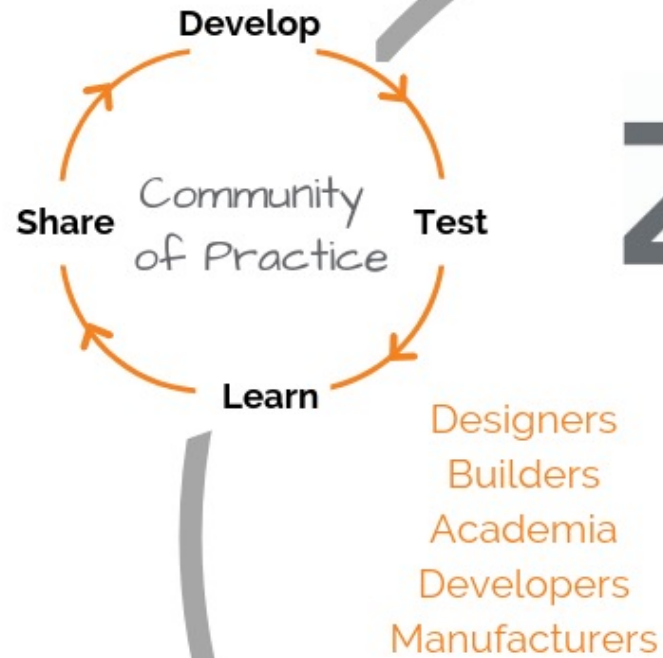 Develop
Share
Community
of Practice
Test
Learn
Designers
Builders
Academia
Developers
Manufacturers